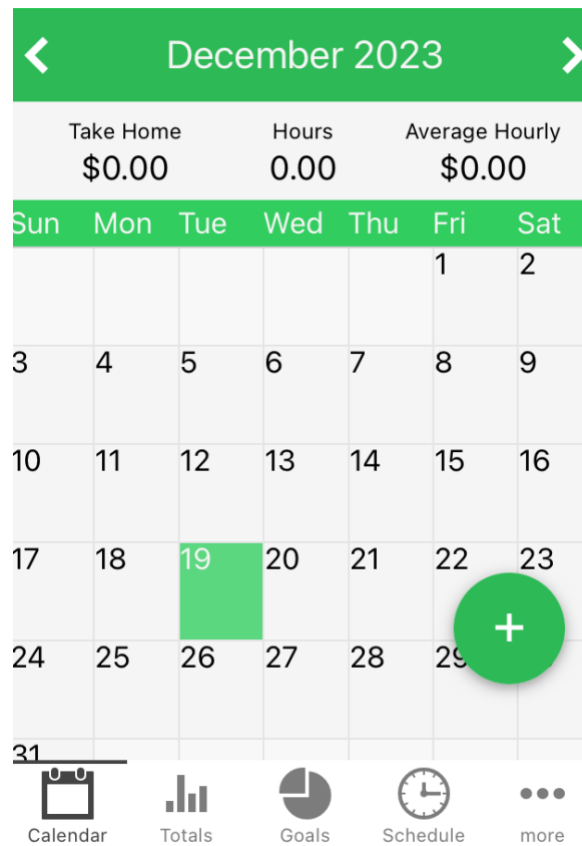 December 2023
Take Home Hours Average Hourly
$0.00 0.00 $0.00
Sun Mon Tue Wed Thu Fri Sat
1 2
3 4 5 6 7 8 9
10 11 12 13 14 15 16
17 18 19 20 21 22 23
+
24 25 26 27 28 29
31
Calendar Totals Goals Schedule more